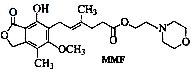 O OH CH₃
O O N O
O OCH₃ O
CH₃ MMF